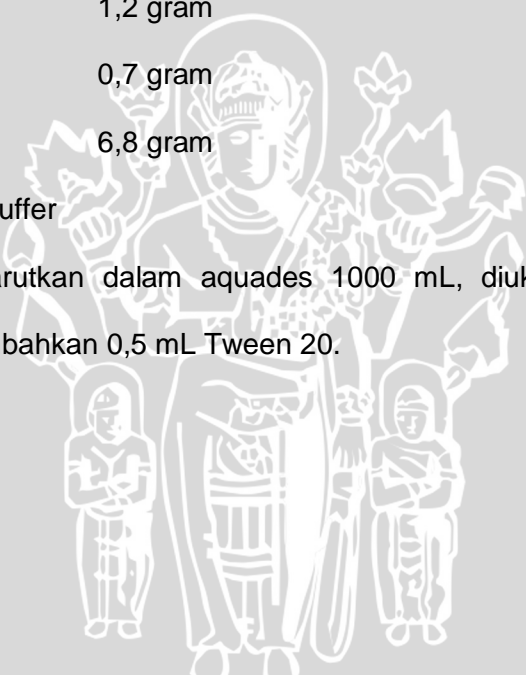 1,2 gram
0,7 gram
6,8 gram
uffer
arutkan dalam aquades 1000 mL, diuk
bahkan 0,5 mL Tween 20.